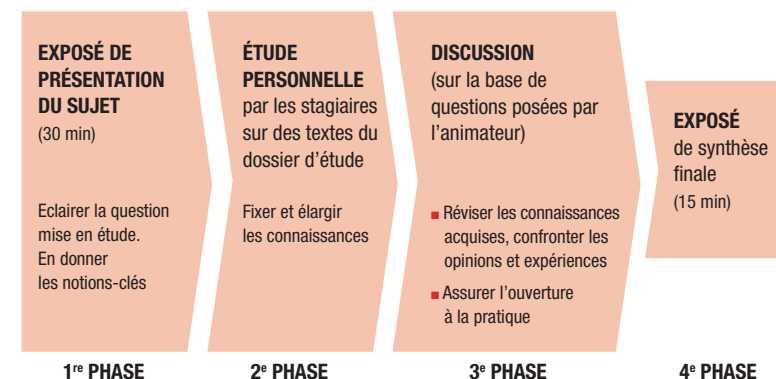 EXPOSÉ DE
PRÉSENTATION
DU SUJET
(30 min)
Eclairer la question
mise en étude.
En donner
les notions-clés
ÉTUDE
PERSONNELLE
par les stagiaires
sur des textes du
dossier d’étude
Fixer et élargir
les connaissances
DISCUSSION
(sur la base de
questions posées par
l’animateur)
■ Réviser les connaissances
acquises, confronter les
opinions et expériences
■ Assurer l’ouverture
à la pratique
EXPOSÉ
de synthèse
finale
(15 min)
1re PHASE
2e PHASE
3e PHASE
4e PHASE